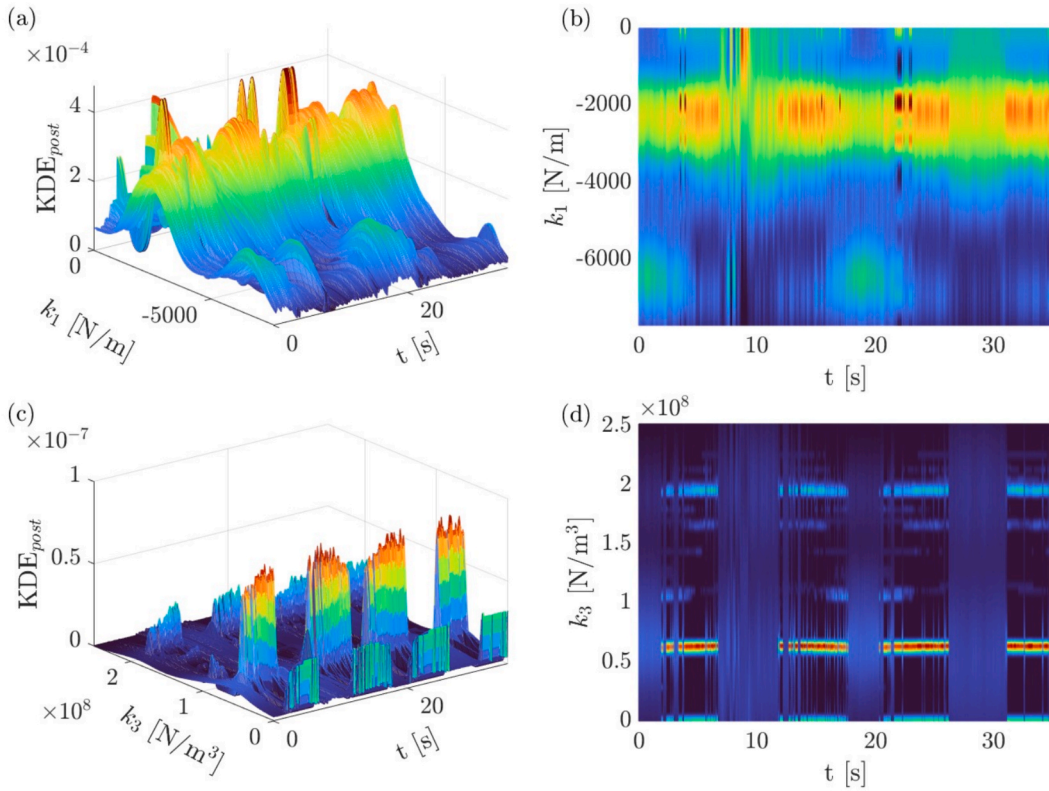 (a)
×10⁻⁴
4
2
0
KDE_post
0
-5000
k₁ [N/m]
0
20
t [s]
(b)
0
-2000
-4000
-6000
k₁ [N/m]
0
10
20
30
t [s]
(c)
×10⁻⁷
1
0.5
0
KDE_post
2
1
0
×10⁸
k₃ [N/m³]
0
20
t [s]
(d)
×10⁸
2.5
2
1.5
1
0.5
0
k₃ [N/m³]
0
10
20
30
t [s]